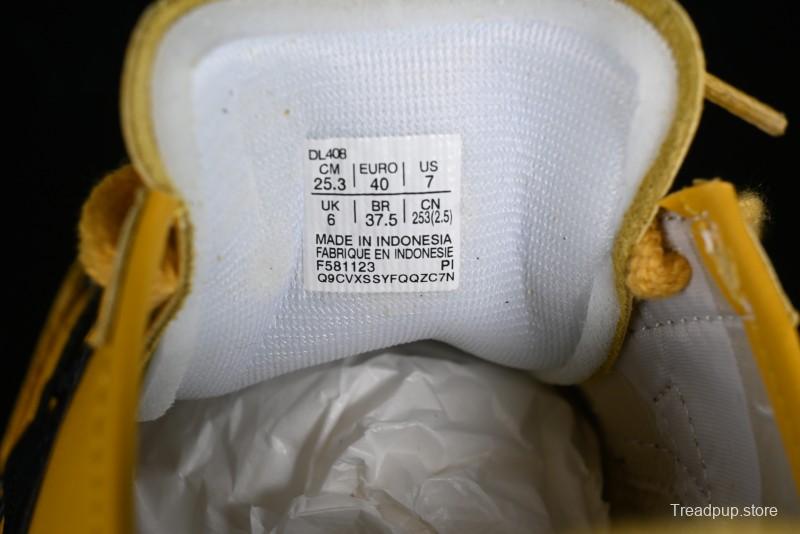 DL408
CM | EURO | US
25.3 | 40 | 7
UK | BR | CN
6 | 37.5 | 253(2.5)
MADE IN INDONESIA
FABRIQUE EN INDONESIE
F581123 PI
Q9CVXSSYFQQZC7N
Treadpup.store